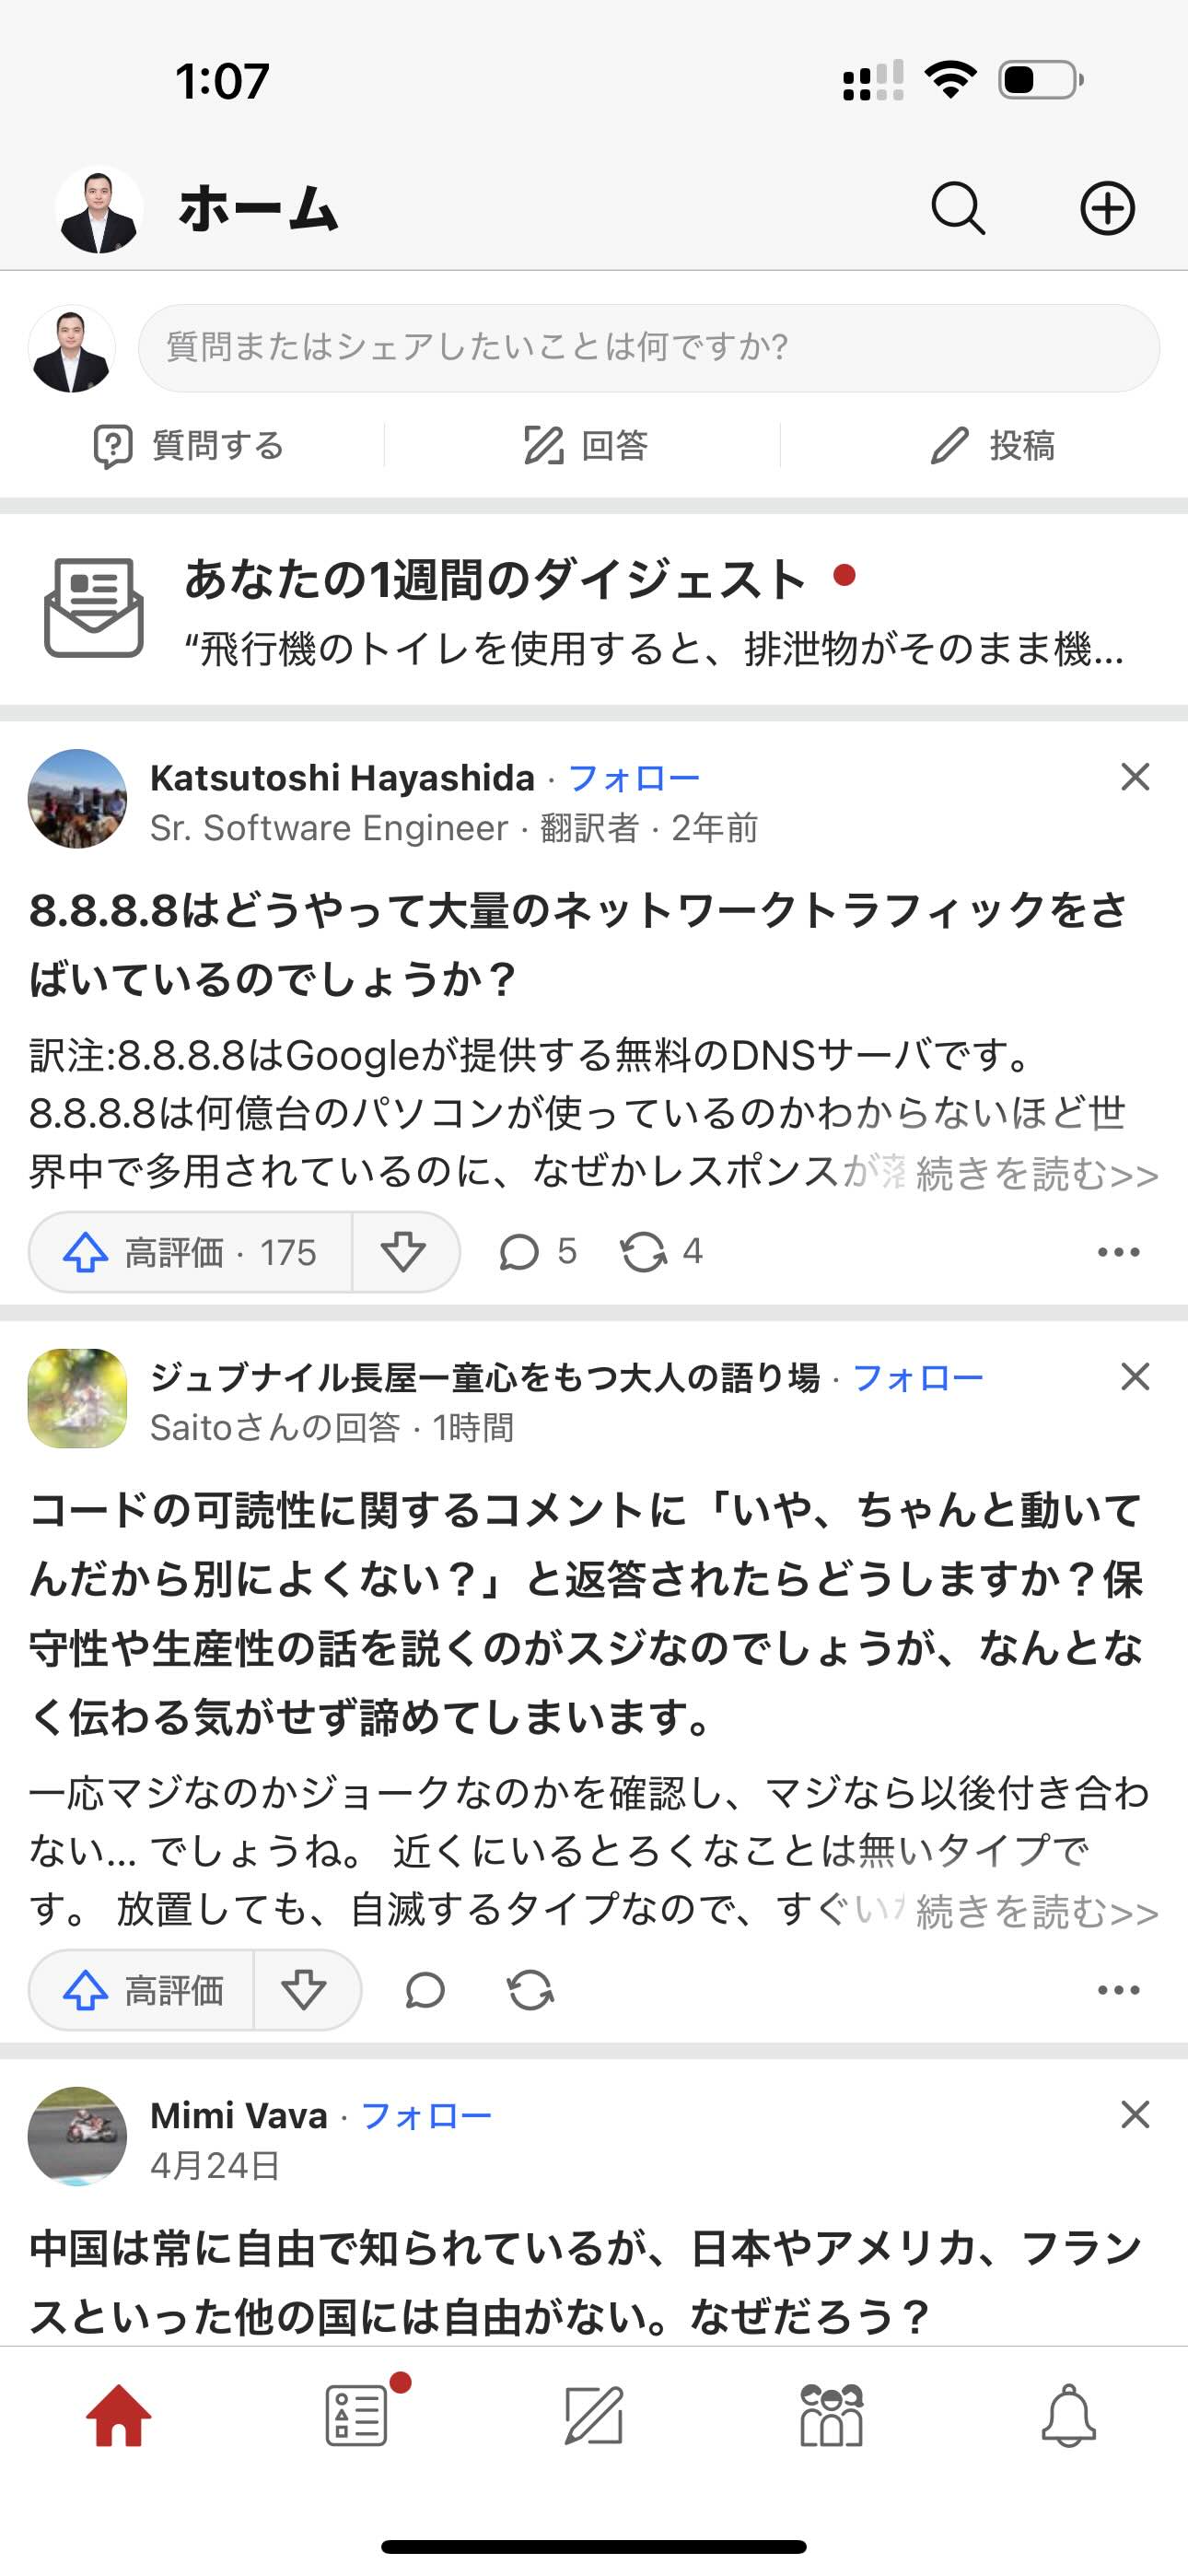 1:07
ホーム
質問またはシェアしたいことは何ですか?
質問する
回答
投稿
あなたの1週間のダイジェスト
“飛行機のトイレを使用すると、排泄物がそのまま機...
Katsutoshi Hayashida · フォロー
Sr. Software Engineer · 翻訳者 · 2年前
8.8.8.8はどうやって大量のネットワークトラフィックをさ
ばいているのでしょうか？
訳注:8.8.8.8はGoogleが提供する無料のDNSサーバです。
8.8.8.8は何億台のパソコンが使っているのかわからないほど世
界中で多用されているのに、なぜかレスポンスが落 続きを読む>>
高評価 · 175
5
4
ジュブナイル長屋ー童心をもつ大人の語り場 · フォロー
Saitoさんの回答 · 1時間
コードの可読性に関するコメントに「いや、ちゃんと動いて
んだから別によくない？」と返答されたらどうしますか？保
守性や生産性の話を説くのがスジなのでしょうが、なんとな
く伝わる気がせず諦めてしまいます。
一応マジなのかジョークなのかを確認し、マジなら以後付き合わ
ない... でしょうね。 近くにいるとろくなことは無いタイプで
す。 放置しても、自滅するタイプなので、すぐい 続きを読む>>
高評価
Mimi Vava · フォロー
4月24日
中国は常に自由で知られているが、日本やアメリカ、フラン
スといった他の国には自由がない。なぜだろう？